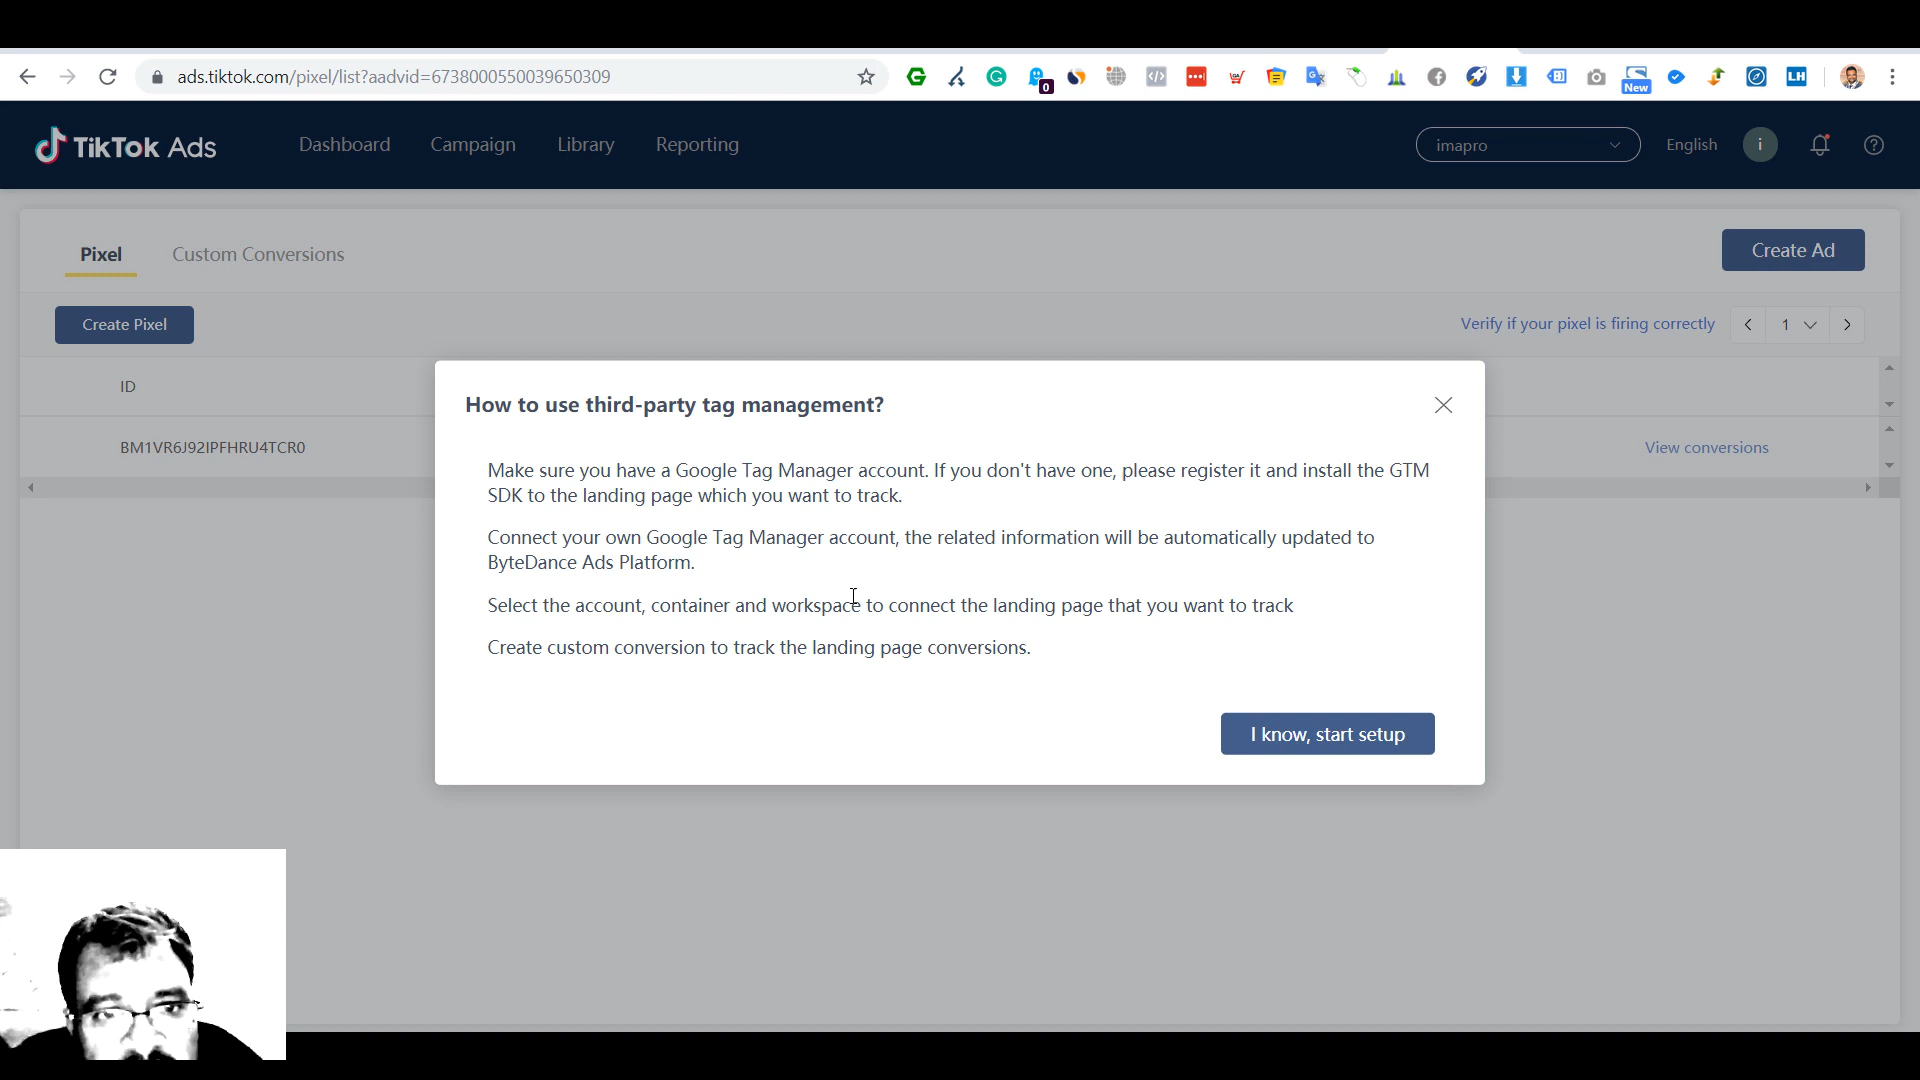 ads.tiktok.com/pixel/list?aadvid=6738000550039650309
0
New
LH
TikTok Ads
Dashboard
Campaign
Library
Reporting
imapro
English
i
Pixel
Custom Conversions
Create Ad
Create Pixel
Verify if your pixel is firing correctly
1
ID
BM1VR6J92IPFHRU4TCR0
View conversions
How to use third-party tag management?
Make sure you have a Google Tag Manager account. If you don't have one, please register it and install the GTM
SDK to the landing page which you want to track.
Connect your own Google Tag Manager account, the related information will be automatically updated to
ByteDance Ads Platform.
Select the account, container and workspace to connect the landing page that you want to track
Create custom conversion to track the landing page conversions.
I know, start setup